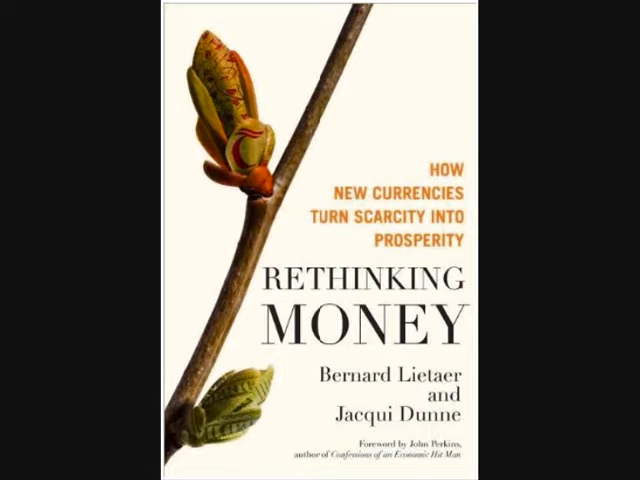 HOW
NEW CURRENCIES
TURN SCARCITY INTO
PROSPERITY
RETHINKING
MONEY
Bernard Lietaer
and
Jacqui Dunne
Foreword by John Perkins,
author of Confessions of an Economic Hit Man